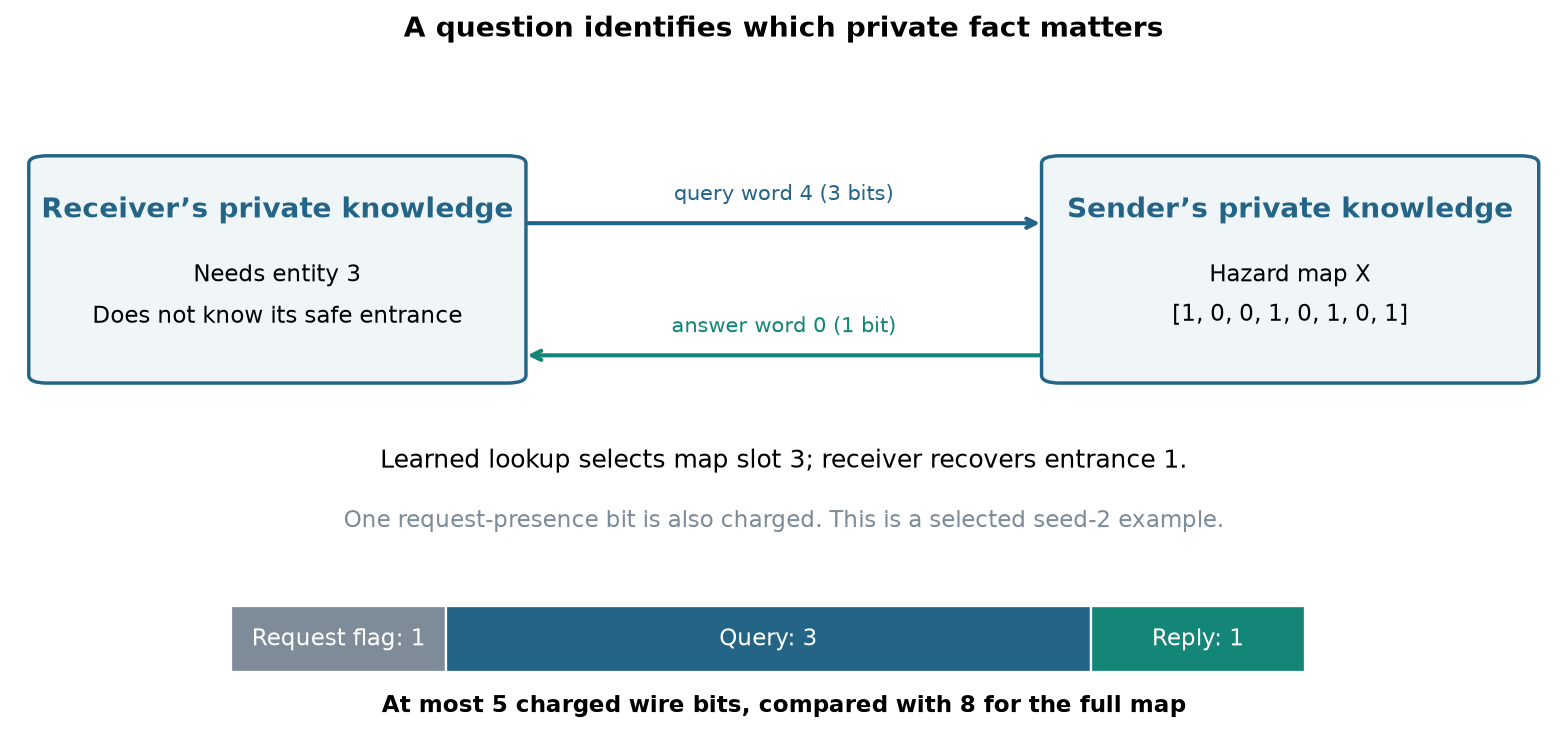 A question identifies which private fact matters
Receiver’s private knowledge
Needs entity 3
Does not know its safe entrance
query word 4 (3 bits)
answer word 0 (1 bit)
Sender’s private knowledge
Hazard map X
[1, 0, 0, 1, 0, 1, 0, 1]
Learned lookup selects map slot 3; receiver recovers entrance 1.
One request-presence bit is also charged. This is a selected seed-2 example.
Request flag: 1
Query: 3
Reply: 1
At most 5 charged wire bits, compared with 8 for the full map